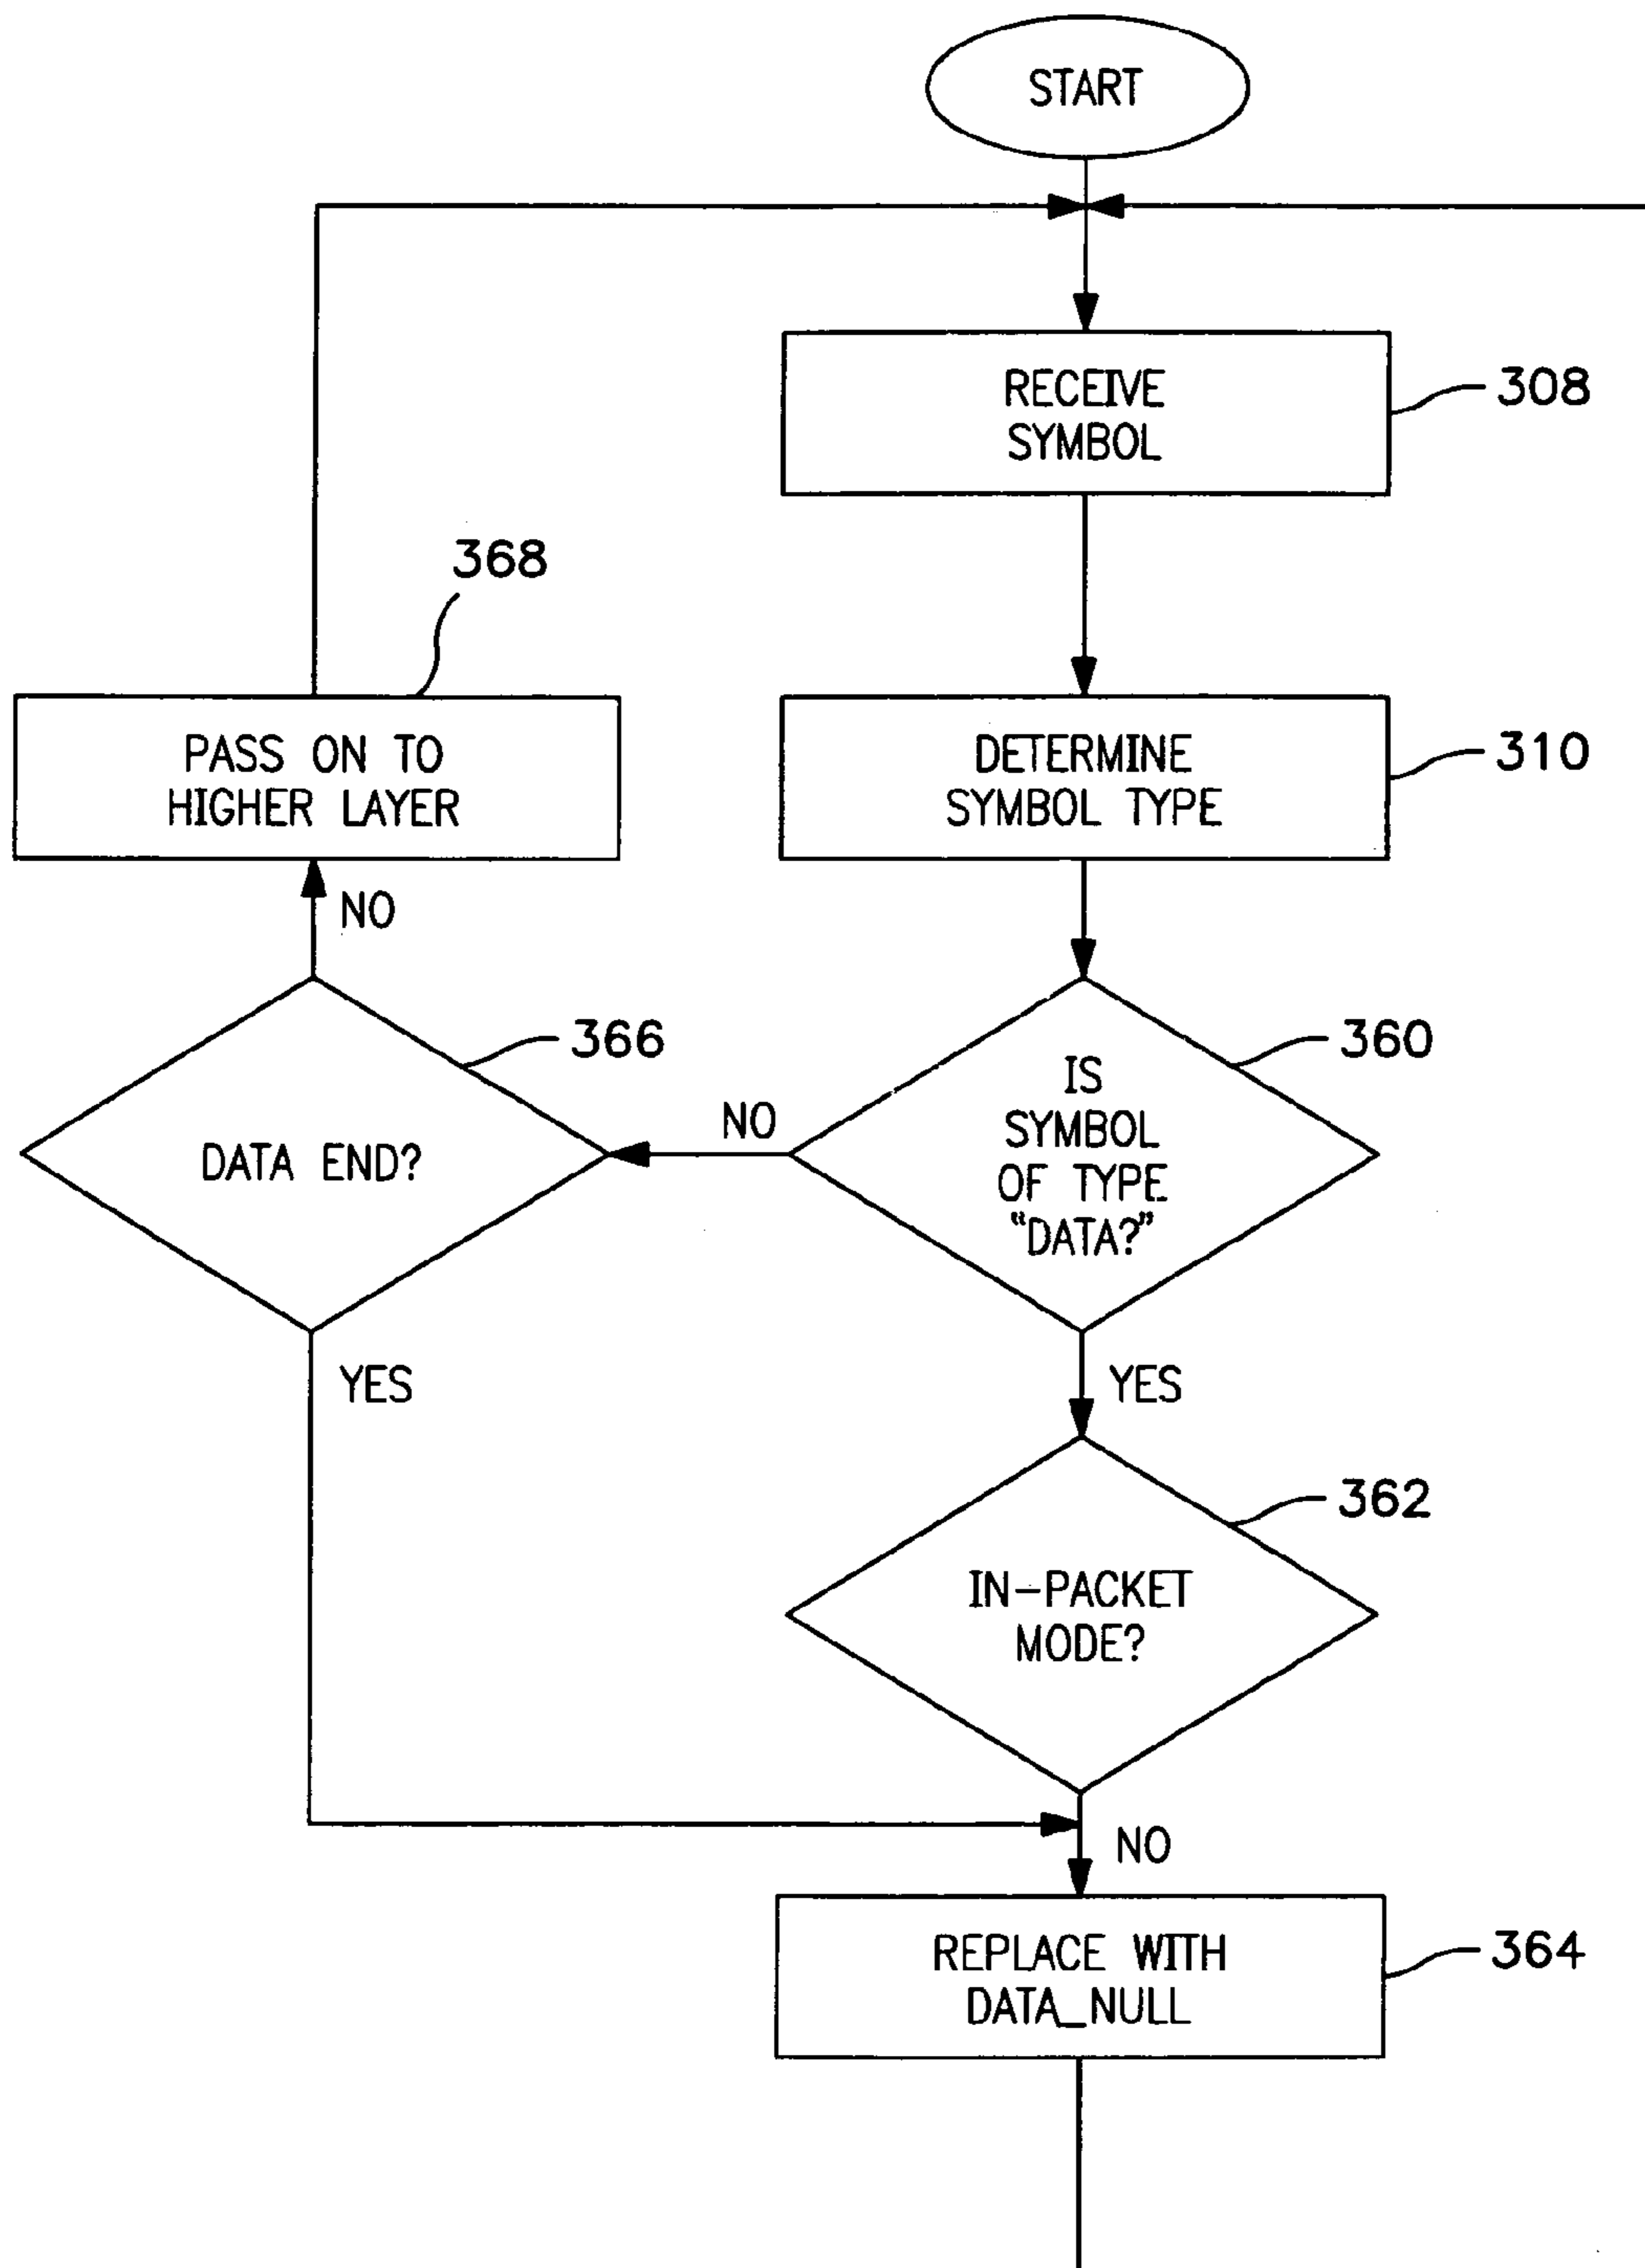 START
RECEIVE
SYMBOL
308
368
PASS ON TO
HIGHER LAYER
DETERMINE
SYMBOL TYPE
310
NO
366
DATA END?
NO
360
IS
SYMBOL
OF TYPE
“DATA?”
YES
YES
362
IN-PACKET
MODE?
NO
REPLACE WITH
DATA_NULL
364